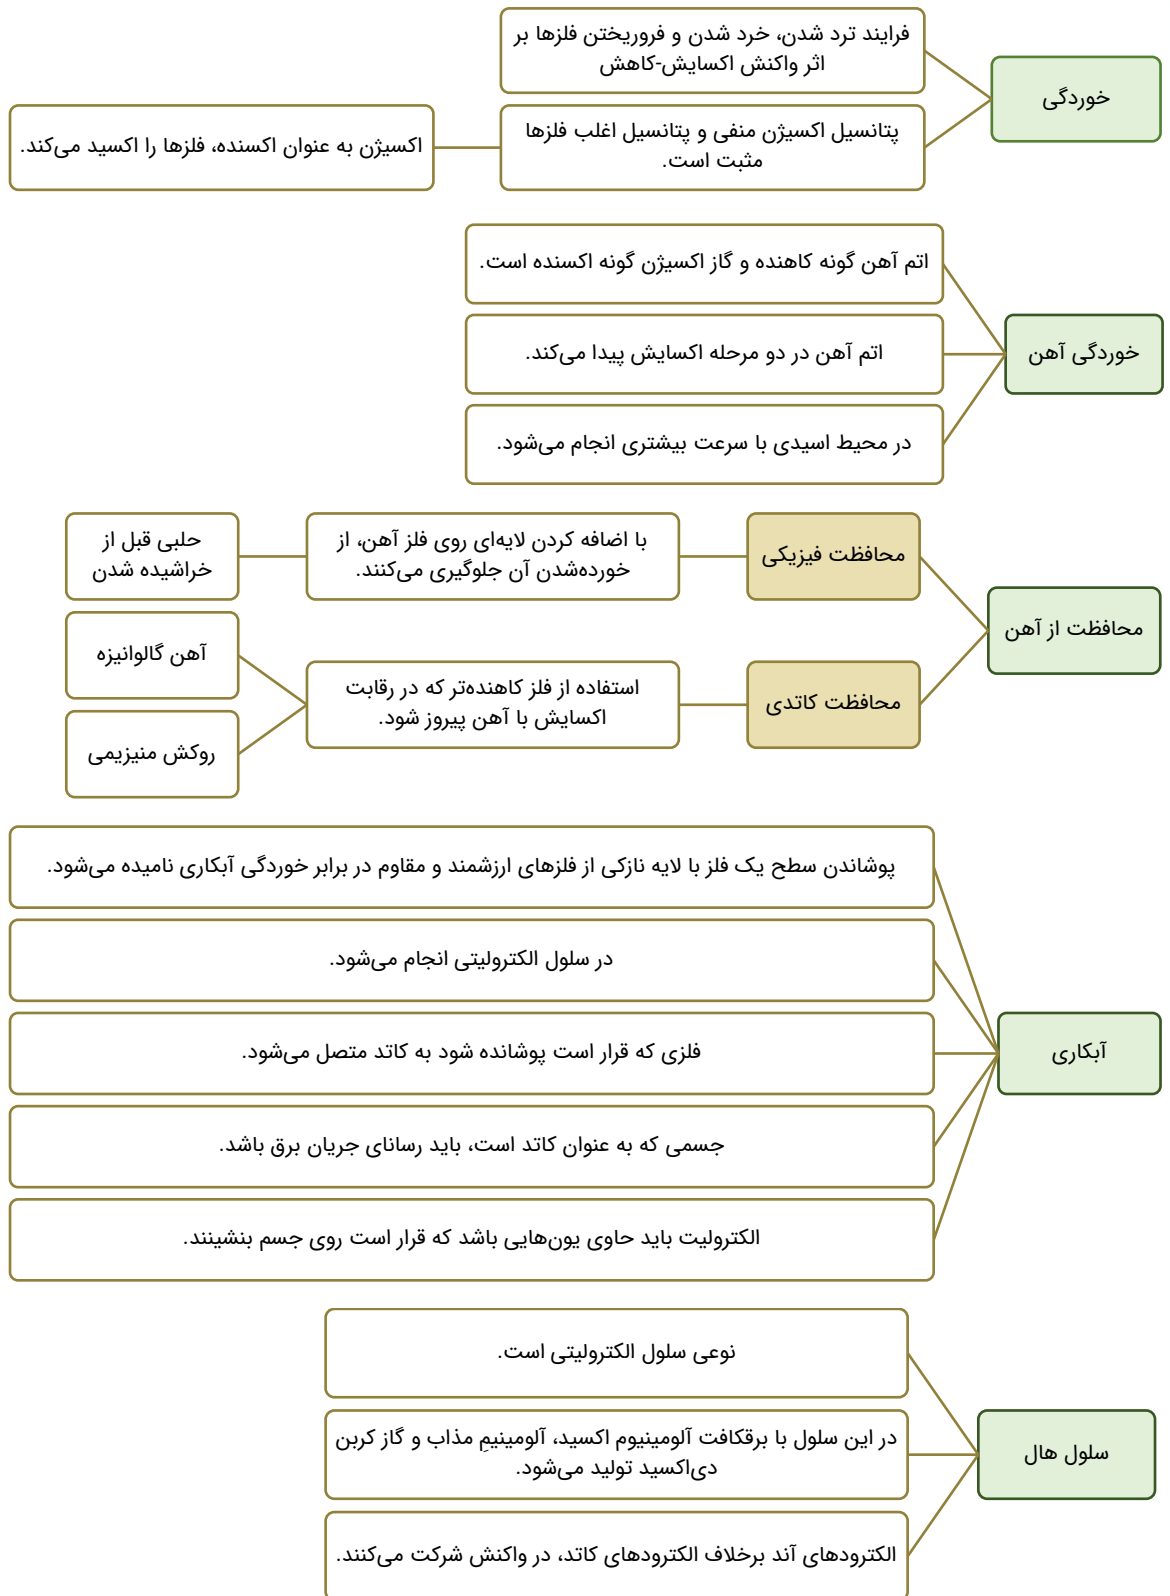 خوردگی
فرایند ترد شدن، خرد شدن و فروریختن فلزها بر
اثر واکنش اکسایش-کاهش
پتانسیل اکسیژن منفی و پتانسیل اغلب فلزها
مثبت است.
اکسیژن به عنوان اکسنده، فلزها را اکسید می‌کند.
خوردگی آهن
اتم آهن گونه کاهنده و گاز اکسیژن گونه اکسنده است.
اتم آهن در دو مرحله اکسایش پیدا می‌کند.
در محیط اسیدی با سرعت بیشتری انجام می‌شود.
محافظت از آهن
محافظت فیزیکی
با اضافه کردن لایه‌ای روی فلز آهن، از
خورده‌شدن آن جلوگیری می‌کنند.
حلبی قبل از
خراشیده شدن
محافظت کاتدی
استفاده از فلز کاهنده‌تر که در رقابت
اکسایش با آهن پیروز شود.
آهن گالوانیزه
روکش منیزیمی
آبکاری
پوشاندن سطح یک فلز با لایه نازکی از فلزهای ارزشمند و مقاوم در برابر خوردگی آبکاری نامیده می‌شود.
در سلول الکترولیتی انجام می‌شود.
فلزی که قرار است پوشانده شود به کاتد متصل می‌شود.
جسمی که به عنوان کاتد است، باید رسانای جریان برق باشد.
الکترولیت باید حاوی یون‌هایی باشد که قرار است روی جسم بنشینند.
سلول هال
نوعی سلول الکترولیتی است.
در این سلول با برقکافت آلومینیوم اکسید، آلومینیمِ مذاب و گاز کربن
دی‌اکسید تولید می‌شود.
الکترودهای آند برخلاف الکترودهای کاتد، در واکنش شرکت می‌کنند.